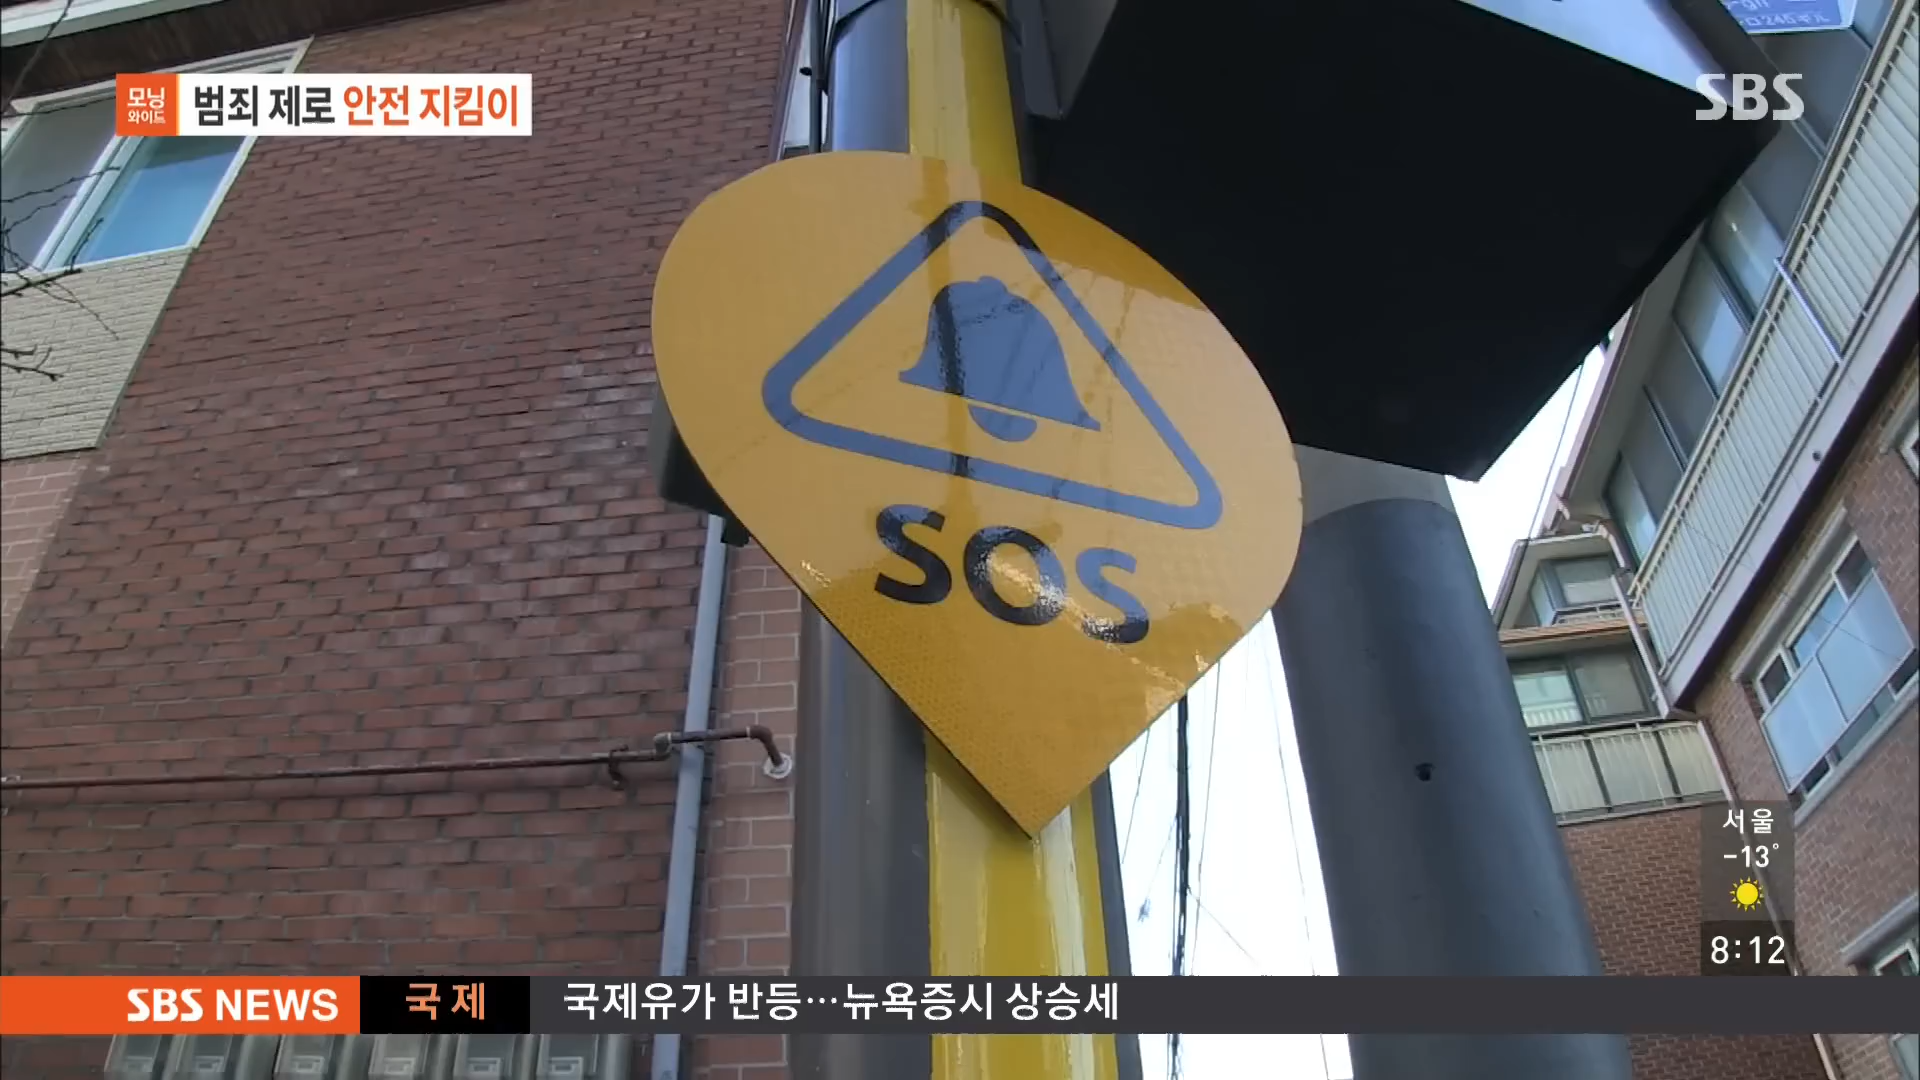 모닝
와이드
범죄 제로 안전 지킴이
SBS
SOS
서울
-13°
8:12
SBS NEWS
국제
국제유가 반등…뉴욕증시 상승세